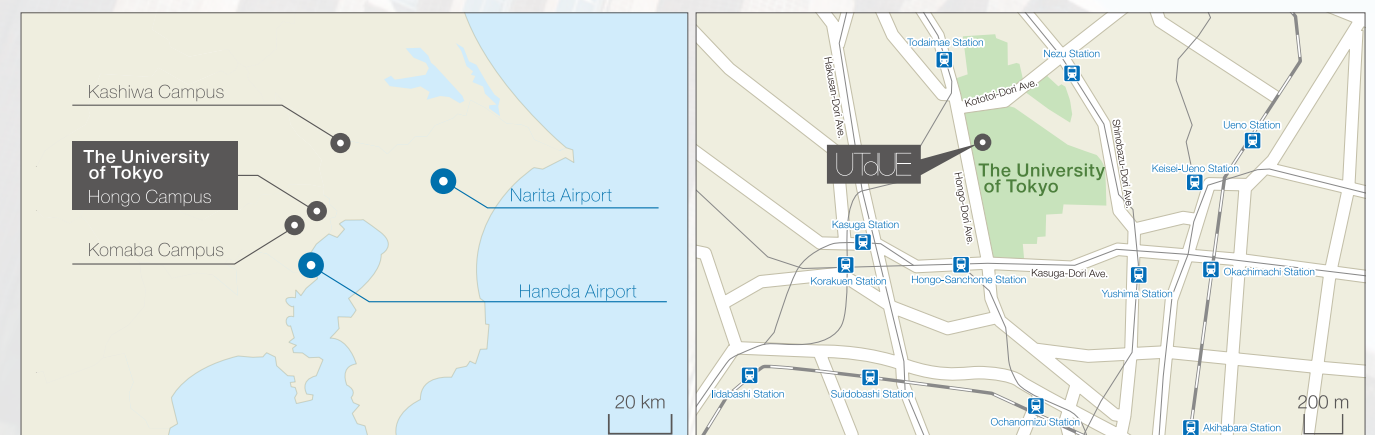 Kashiwa Campus
The University
of Tokyo
Hongo Campus
Komaba Campus
Narita Airport
Haneda Airport
20 km
Todaimae Station
Nezu Station
Hakusan-Dori Ave.
Kototoi-Dori Ave.
Shinobazu-Dori Ave.
Ueno Station
Keisei-Ueno Station
UTdUE
The University
of Tokyo
Hongo-Dori Ave.
Kasuga Station
Korakuen Station
Hongo-Sanchome Station
Kasuga-Dori Ave.
Okachimachi Station
Yushima Station
Iidabashi Station
Suidobashi Station
Ochanomizu Station
200 m
Akihabara Station